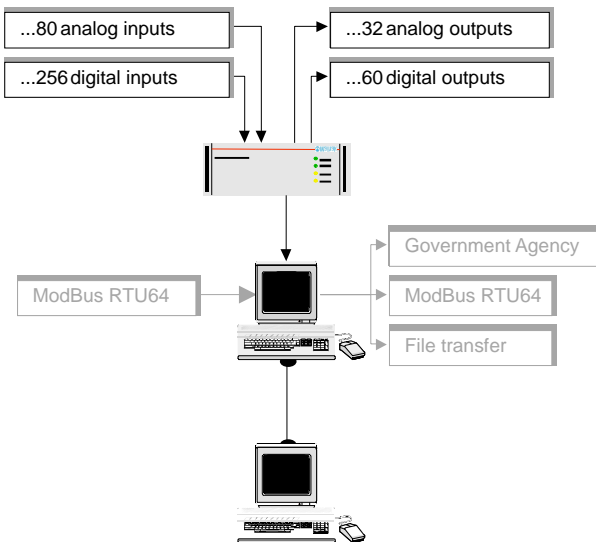 ...80 analog inputs
...32 analog outputs
...256 digital inputs
...60 digital outputs
Government Agency
ModBus RTU64
ModBus RTU64
File transfer